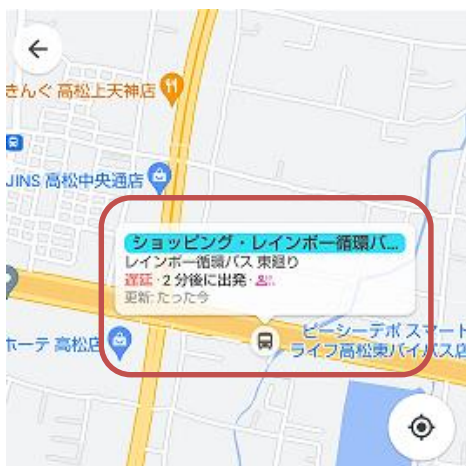 きんぐ 高松上天神店
JINS 高松中央通店
ショッピング・レインボー循環バ...
レインボー循環バス 東廻り
遅延・2 分後に出発・
更新: たった今
ホーテ 高松店
ピーシーデポ スマート
ライフ高松東バイパス店